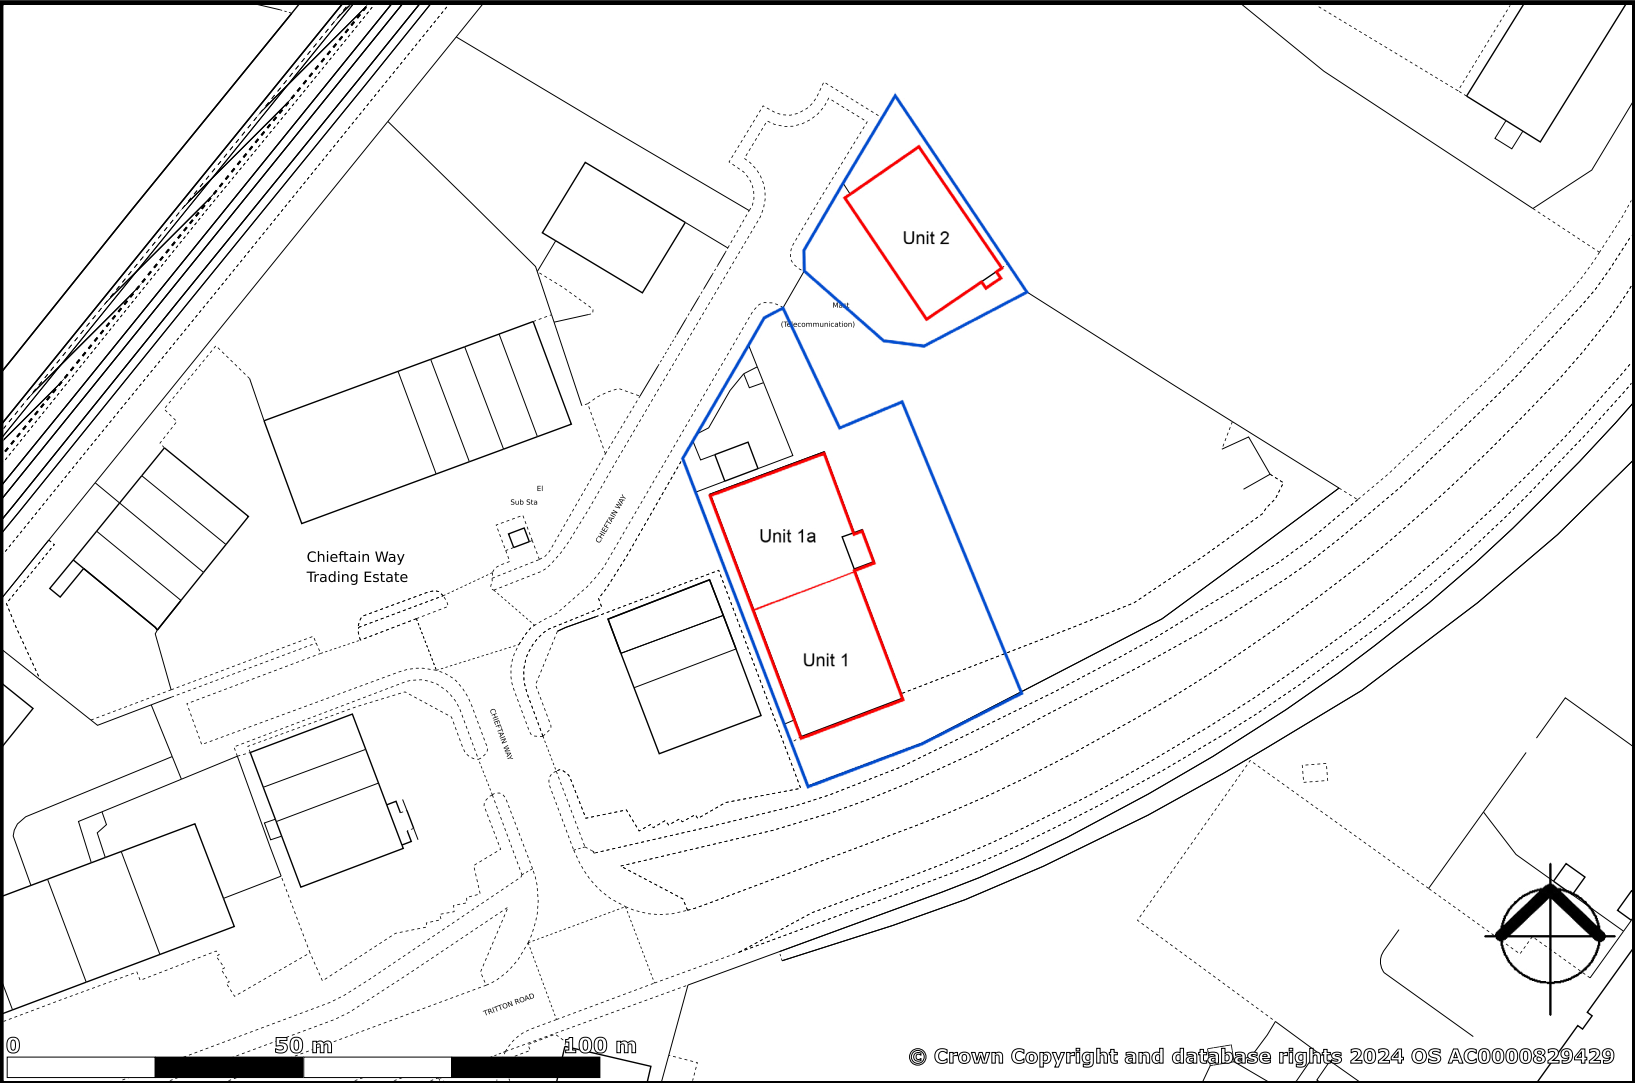 Unit 2
Mast
(Telecommunication)
El
Sub Sta
CHIEFTAIN WAY
Unit 1a
Chieftain Way
Trading Estate
Unit 1
CHIEFTAIN WAY
TRITTON ROAD
0 50 m 100 m
© Crown Copyright and database rights 2024 OS AC0000829429